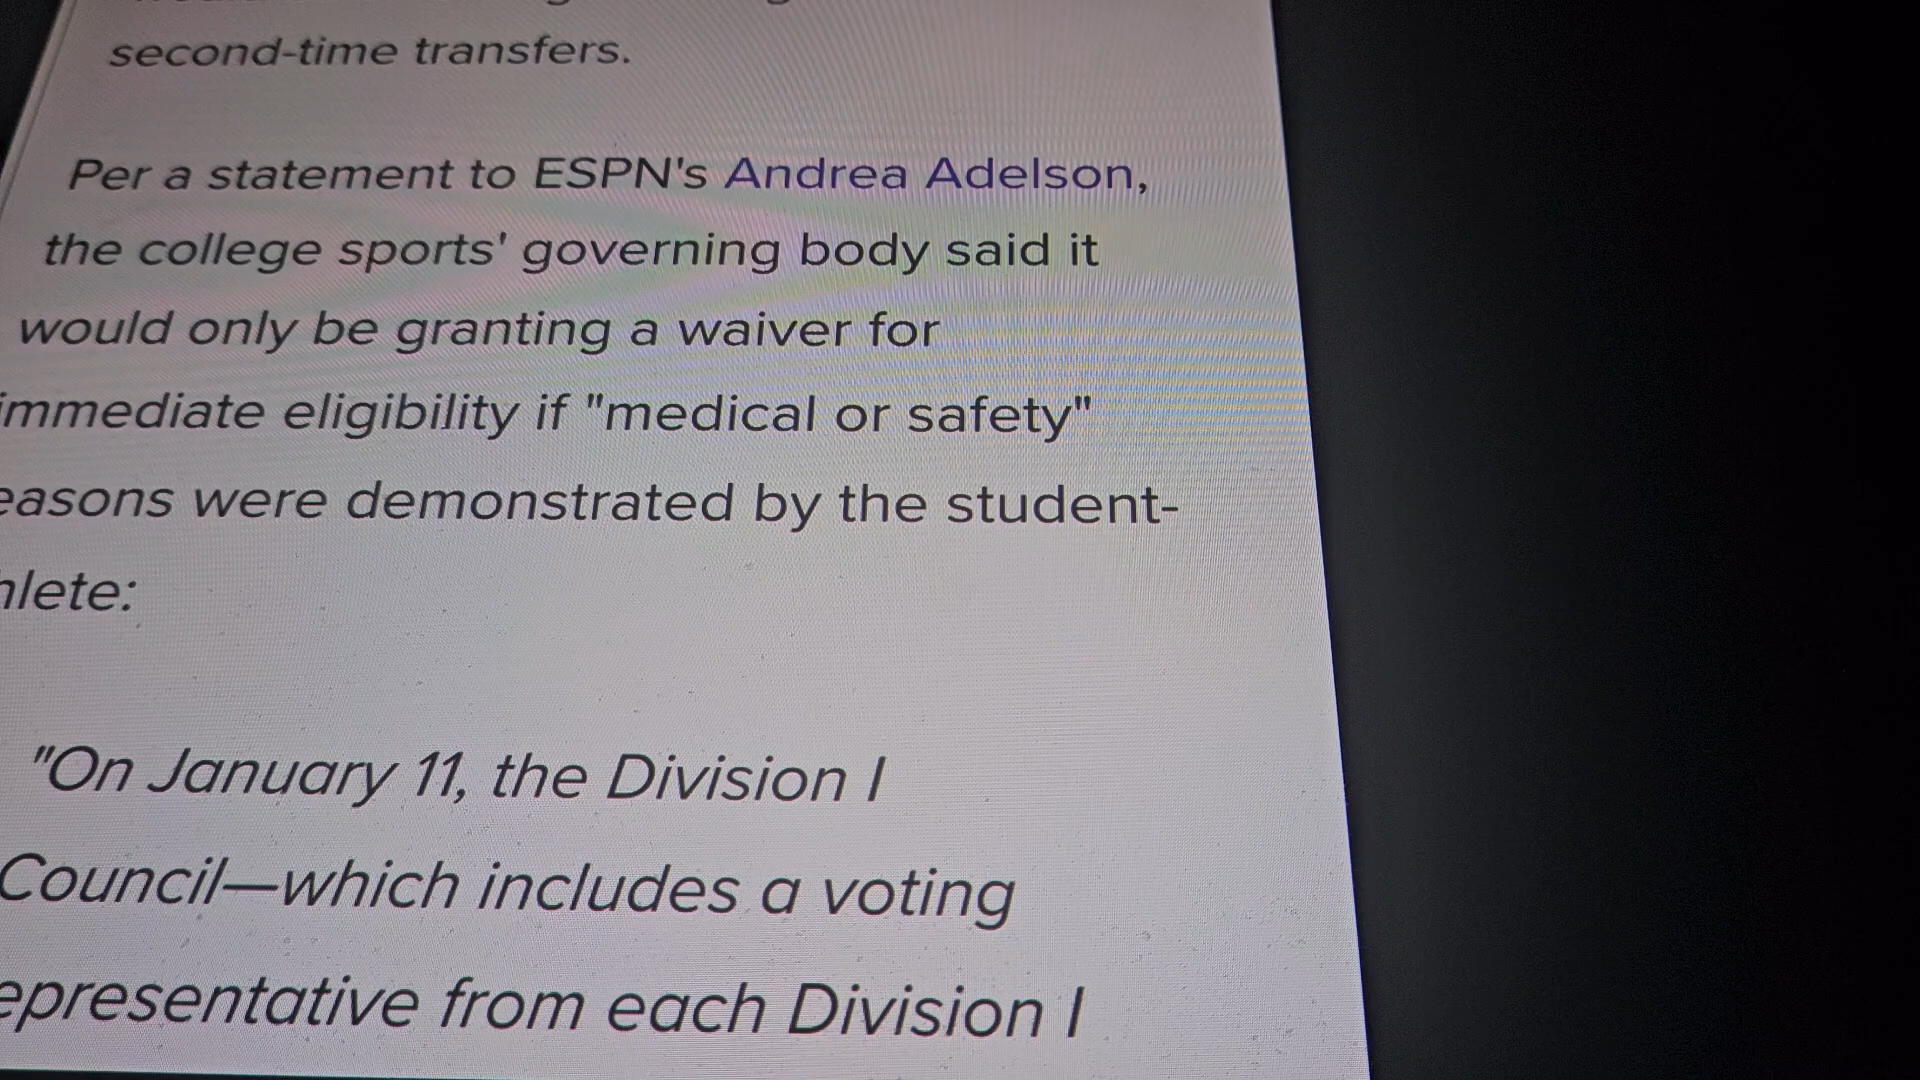 second-time transfers.
Per a statement to ESPN's Andrea Adelson,
the college sports' governing body said it
would only be granting a waiver for
immediate eligibility if "medical or safety"
easons were demonstrated by the student-
hlete:
"On January 11, the Division I
Council—which includes a voting
epresentative from each Division I